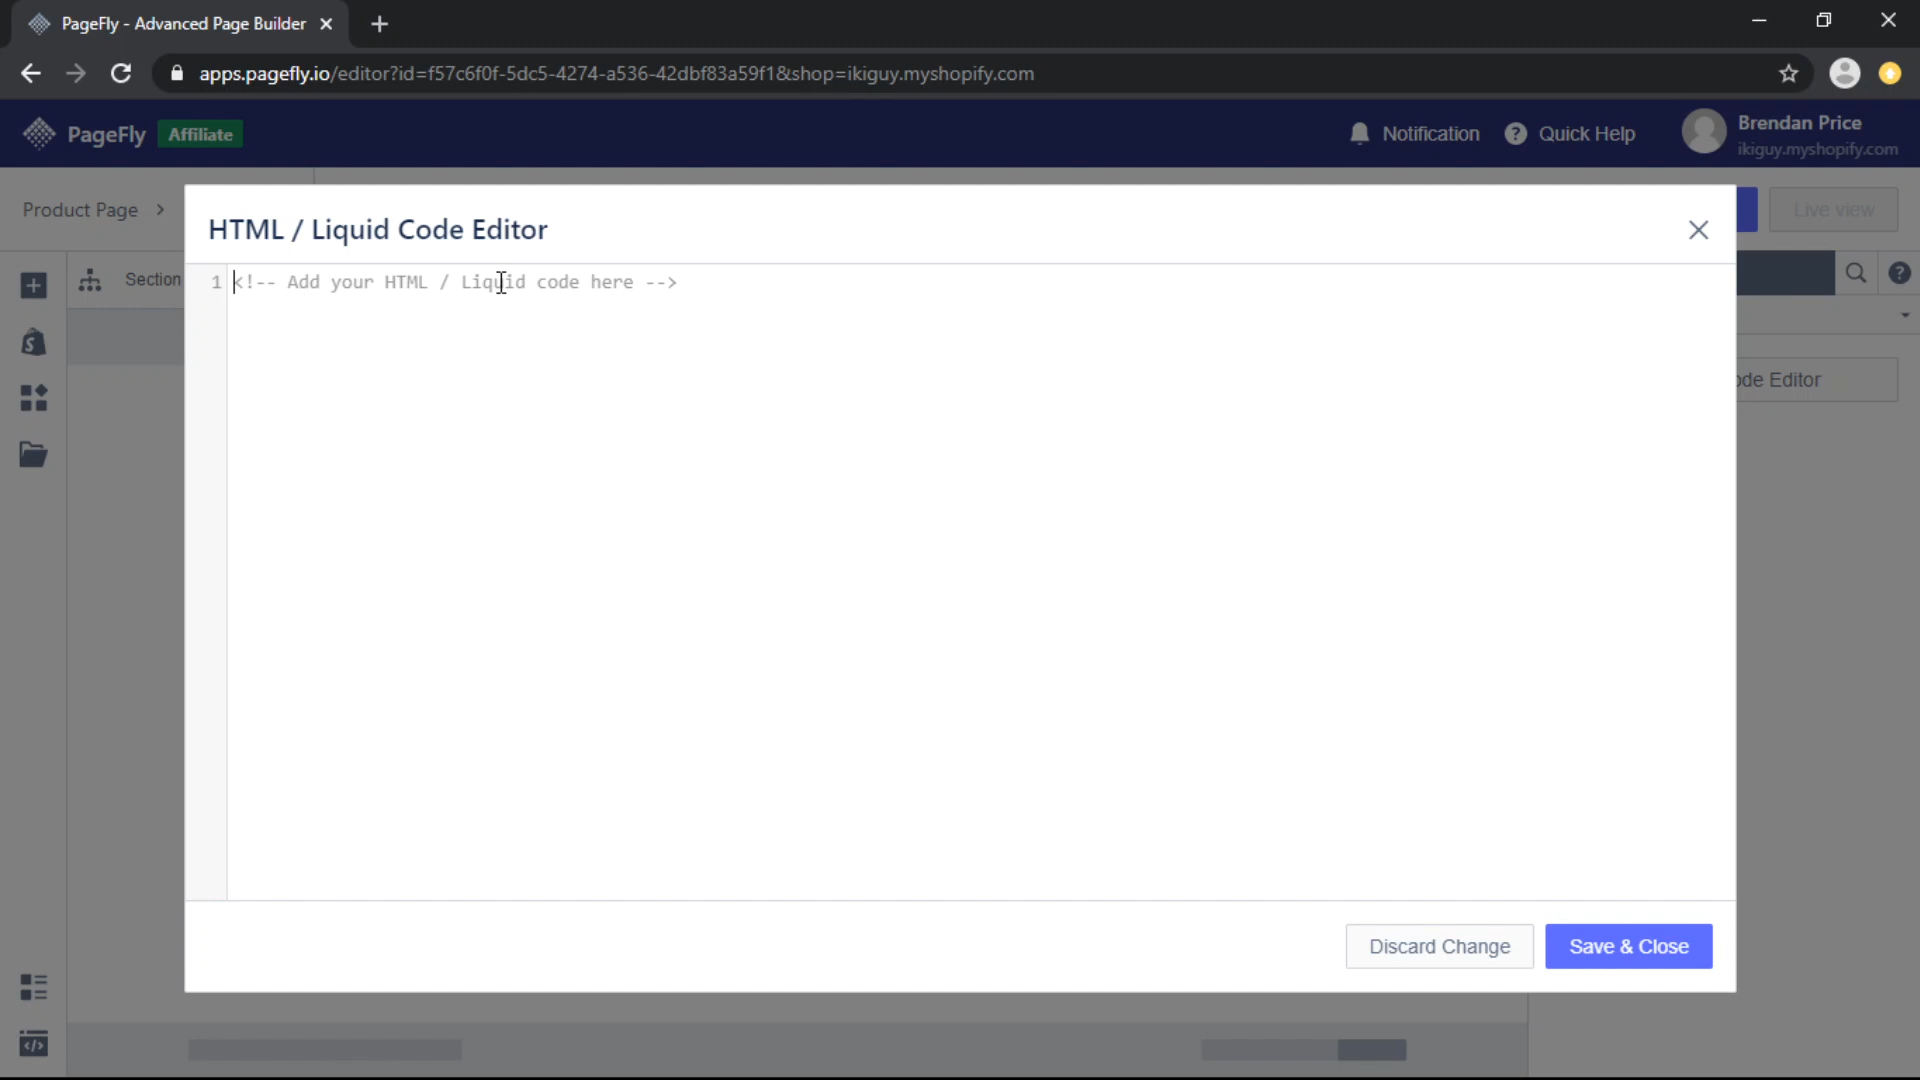 PageFly - Advanced Page Builder
apps.pagefly.io/editor?id=f57c6f0f-5dc5-4274-a536-42dbf83a59f1&shop=ikiguy.myshopify.com
PageFly Affiliate
Notification
Quick Help
Brendan Price
ikiguy.myshopify.com
Product Page
Live view
HTML / Liquid Code Editor
Section
1 <!-- Add your HTML / Liquid code here -->
ode Editor
Discard Change
Save & Close